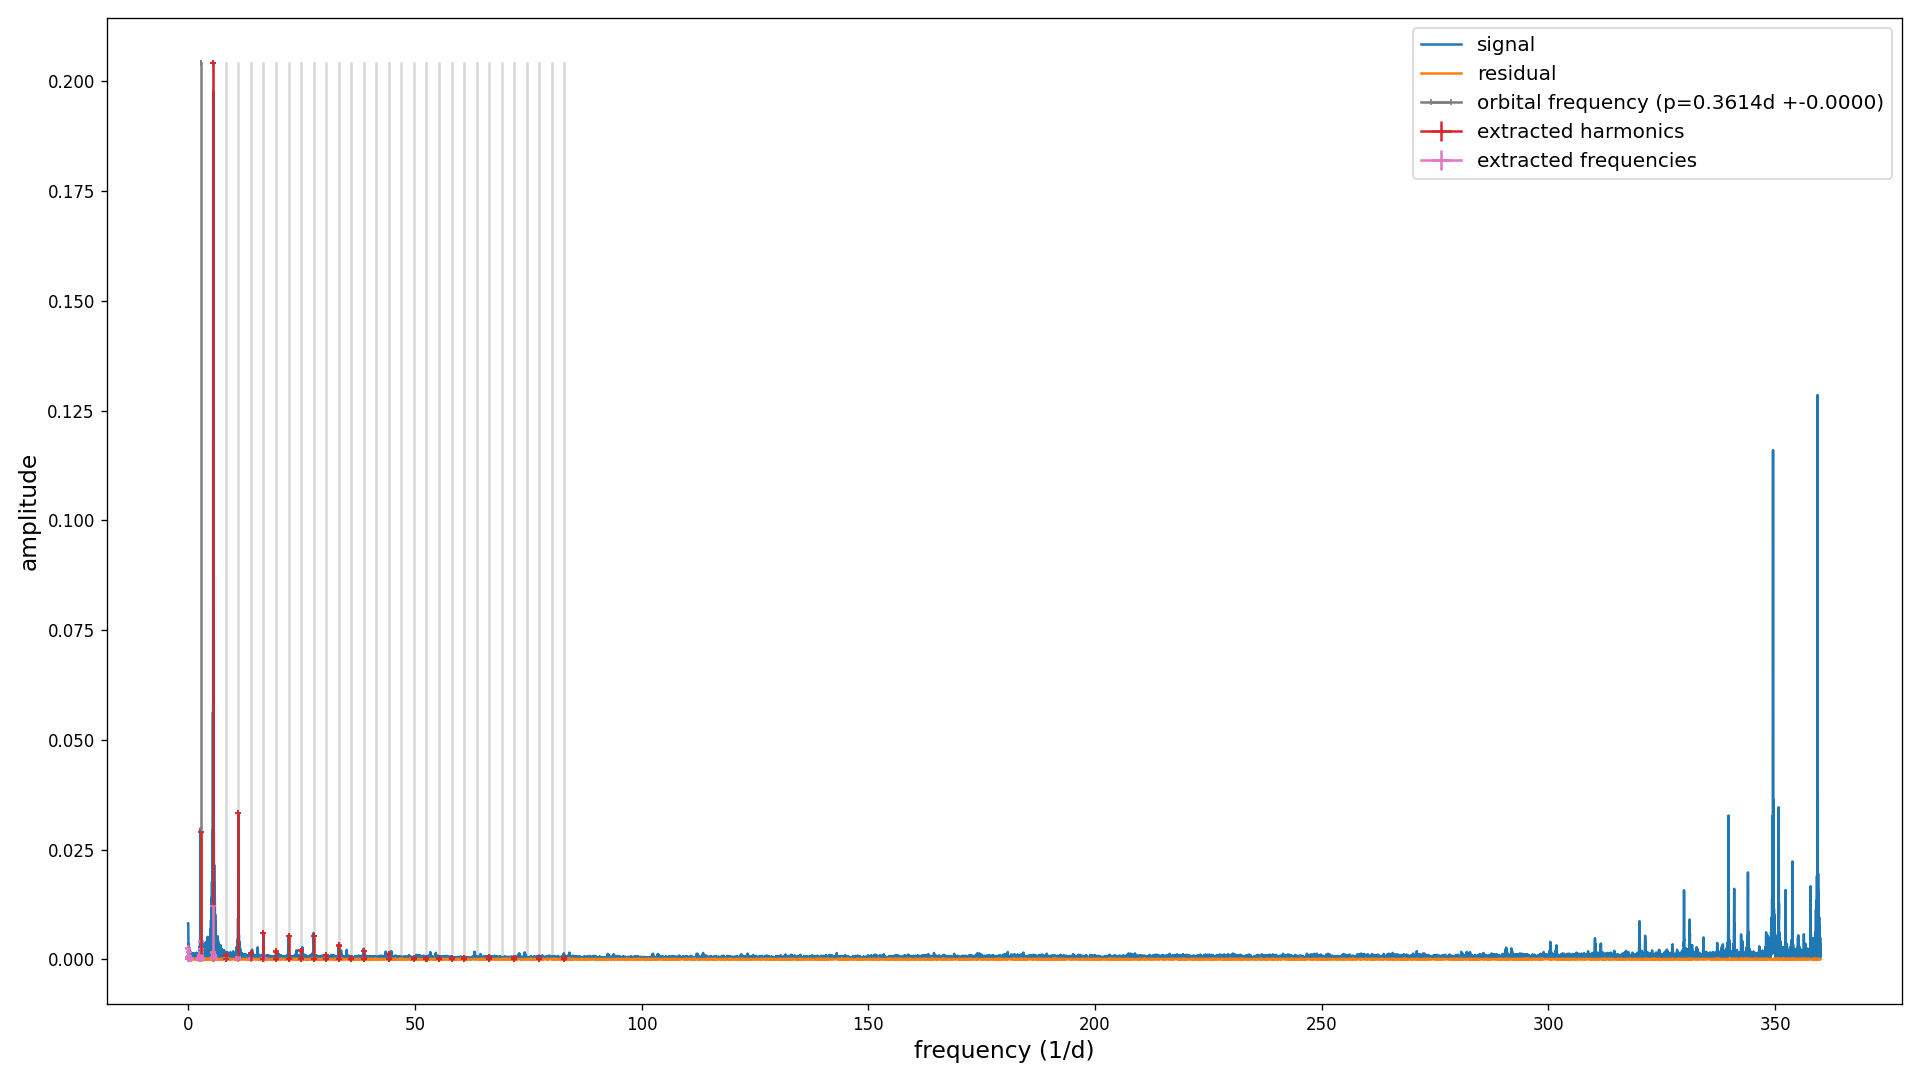 signal
residual
orbital frequency (p=0.3614d +-0.0000)
extracted harmonics
extracted frequencies
amplitude
0.200
0.175
0.150
0.125
0.100
0.075
0.050
0.025
0.000
0 50 100 150 200 250 300 350
frequency (1/d)